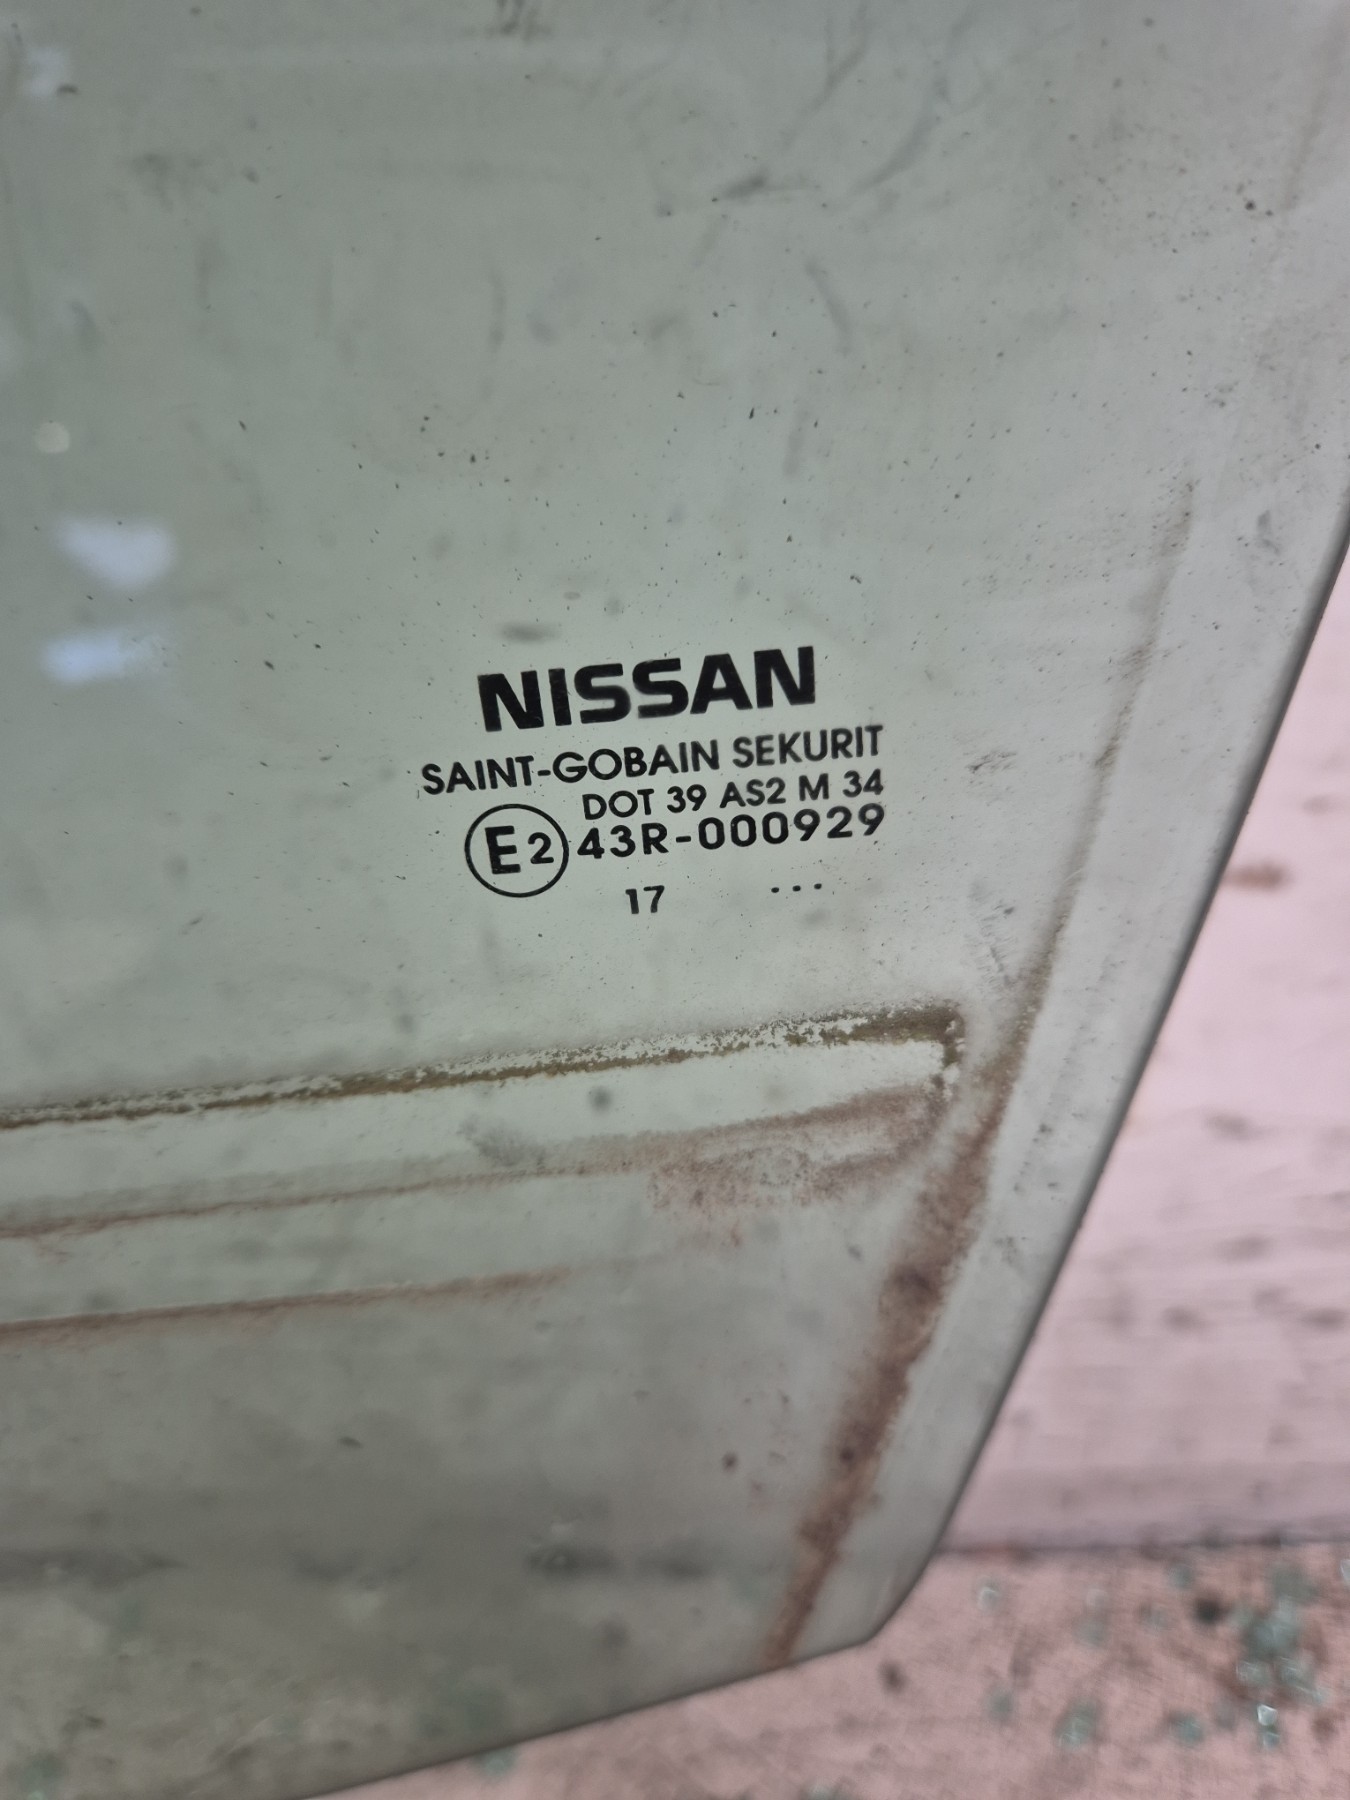 NISSAN
SAINT-GOBAIN SEKURIT
DOT 39 AS2 M 34
E2 43R-000929
17 ...